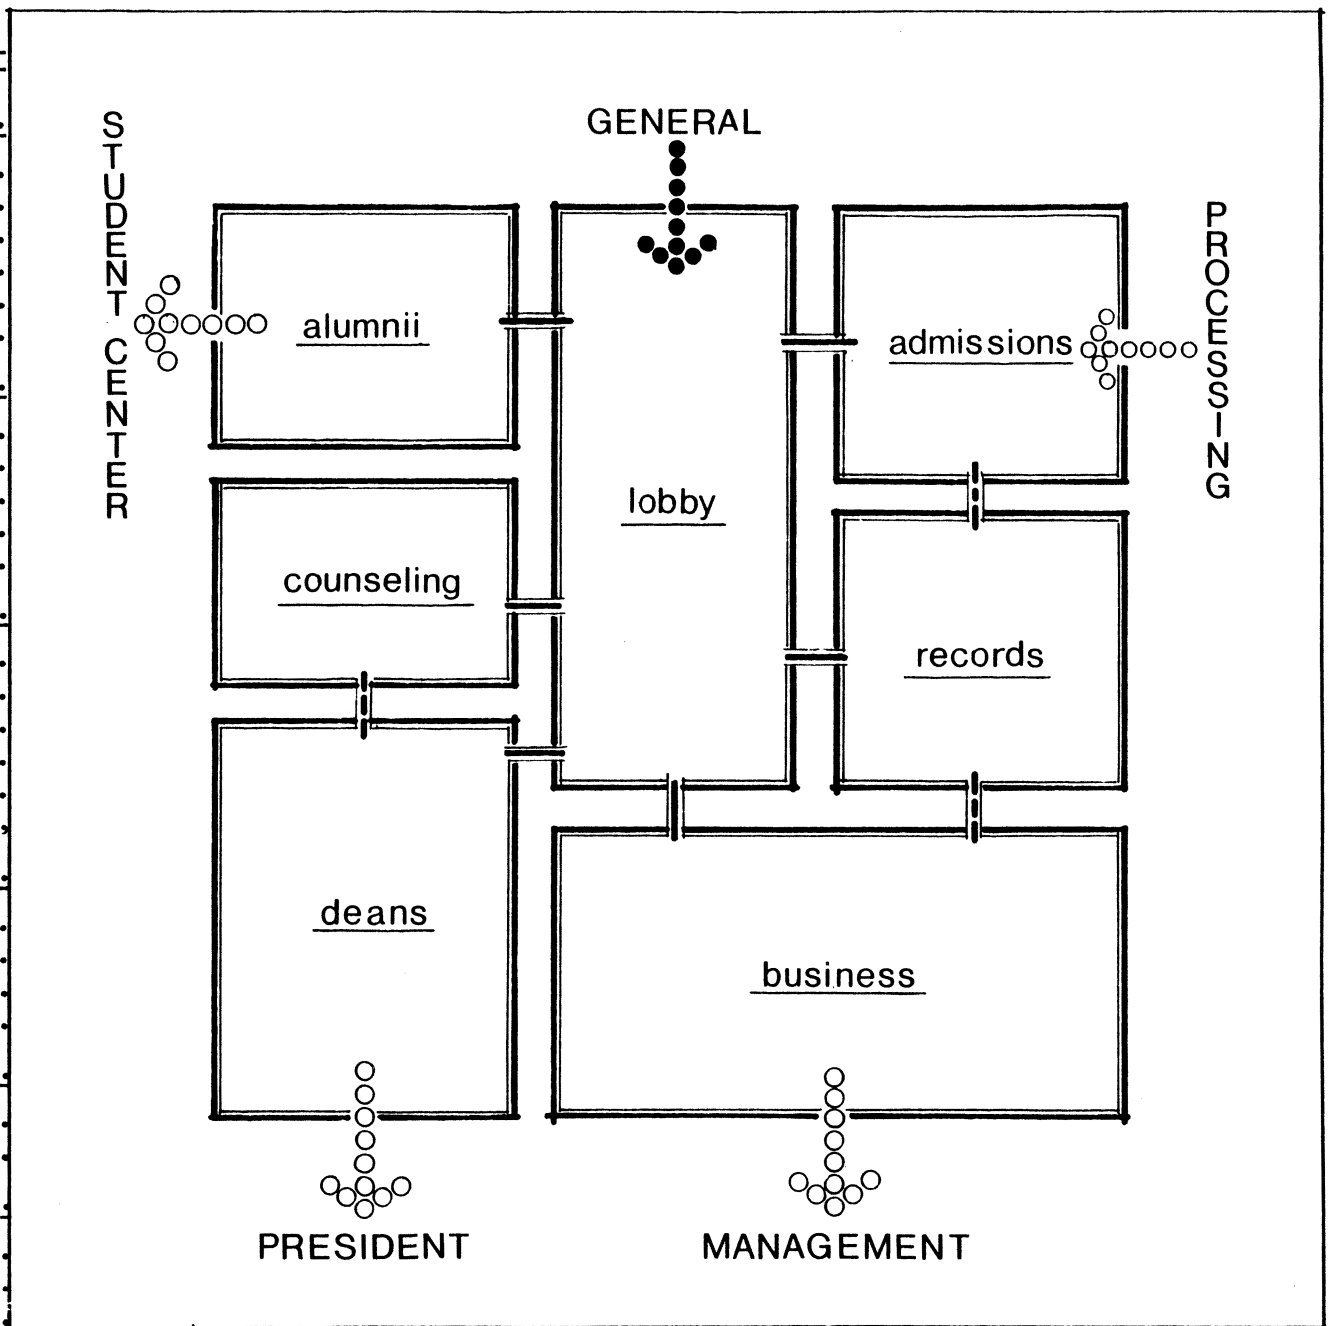 GENERAL
STUDENT CENTER
PROCESSING
alumnii
admissions
lobby
counseling
records
deans
business
PRESIDENT
MANAGEMENT